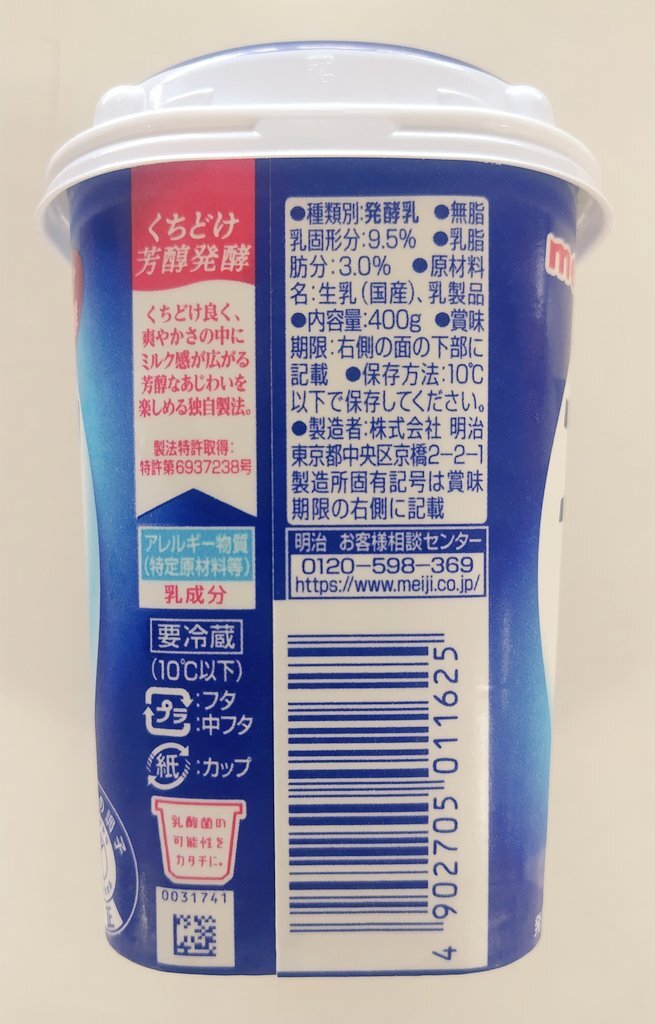 くちどけ
芳醇発酵
くちどけ良く、
爽やかさの中に
ミルク感が広がる
芳醇なあじわいを
楽しめる独自製法。
製法特許取得:
特許第6937238号
アレルギー物質
(特定原材料等)
乳成分
要冷蔵
(10℃以下)
プラ:フタ
:中フタ
紙:カップ
乳酸菌の
可能性を
カタチに。
0031741
●種類別:発酵乳 ●無脂
乳固形分:9.5% ●乳脂
肪分:3.0% ●原材料
名:生乳(国産)、乳製品
●内容量:400g ●賞味
期限:右側の面の下部に
記載 ●保存方法:10℃
以下で保存してください。
●製造者:株式会社 明治
東京都中央区京橋2-2-1
製造所固有記号は賞味
期限の右側に記載
明治 お客様相談センター
0120-598-369
https://www.meiji.co.jp/
4902705011625